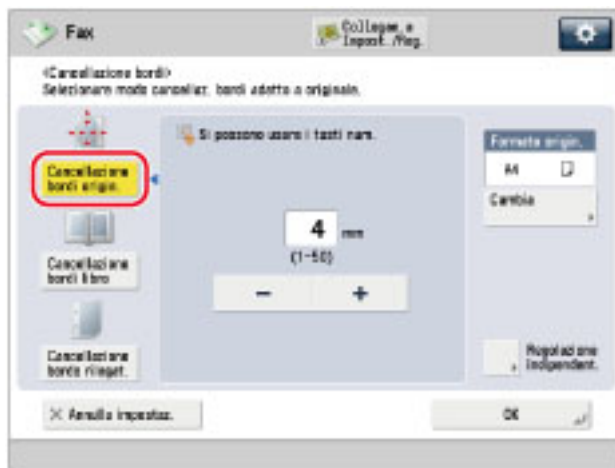 Fax
Collegam. a
Impost./Reg.
<Cancellazione bordi>
Selezionare modo cancellaz. bordi adatto a originale.
Cancellazione
bordi origin.
Si possono usare i tasti num.
Formato origin.
A4
Cambia
4 mm
(1-50)
Cancellazione
bordi libro
- +
Cancellazione
bordo rilegat.
Regolazione
indipendent.
× Annulla impostaz.
OK